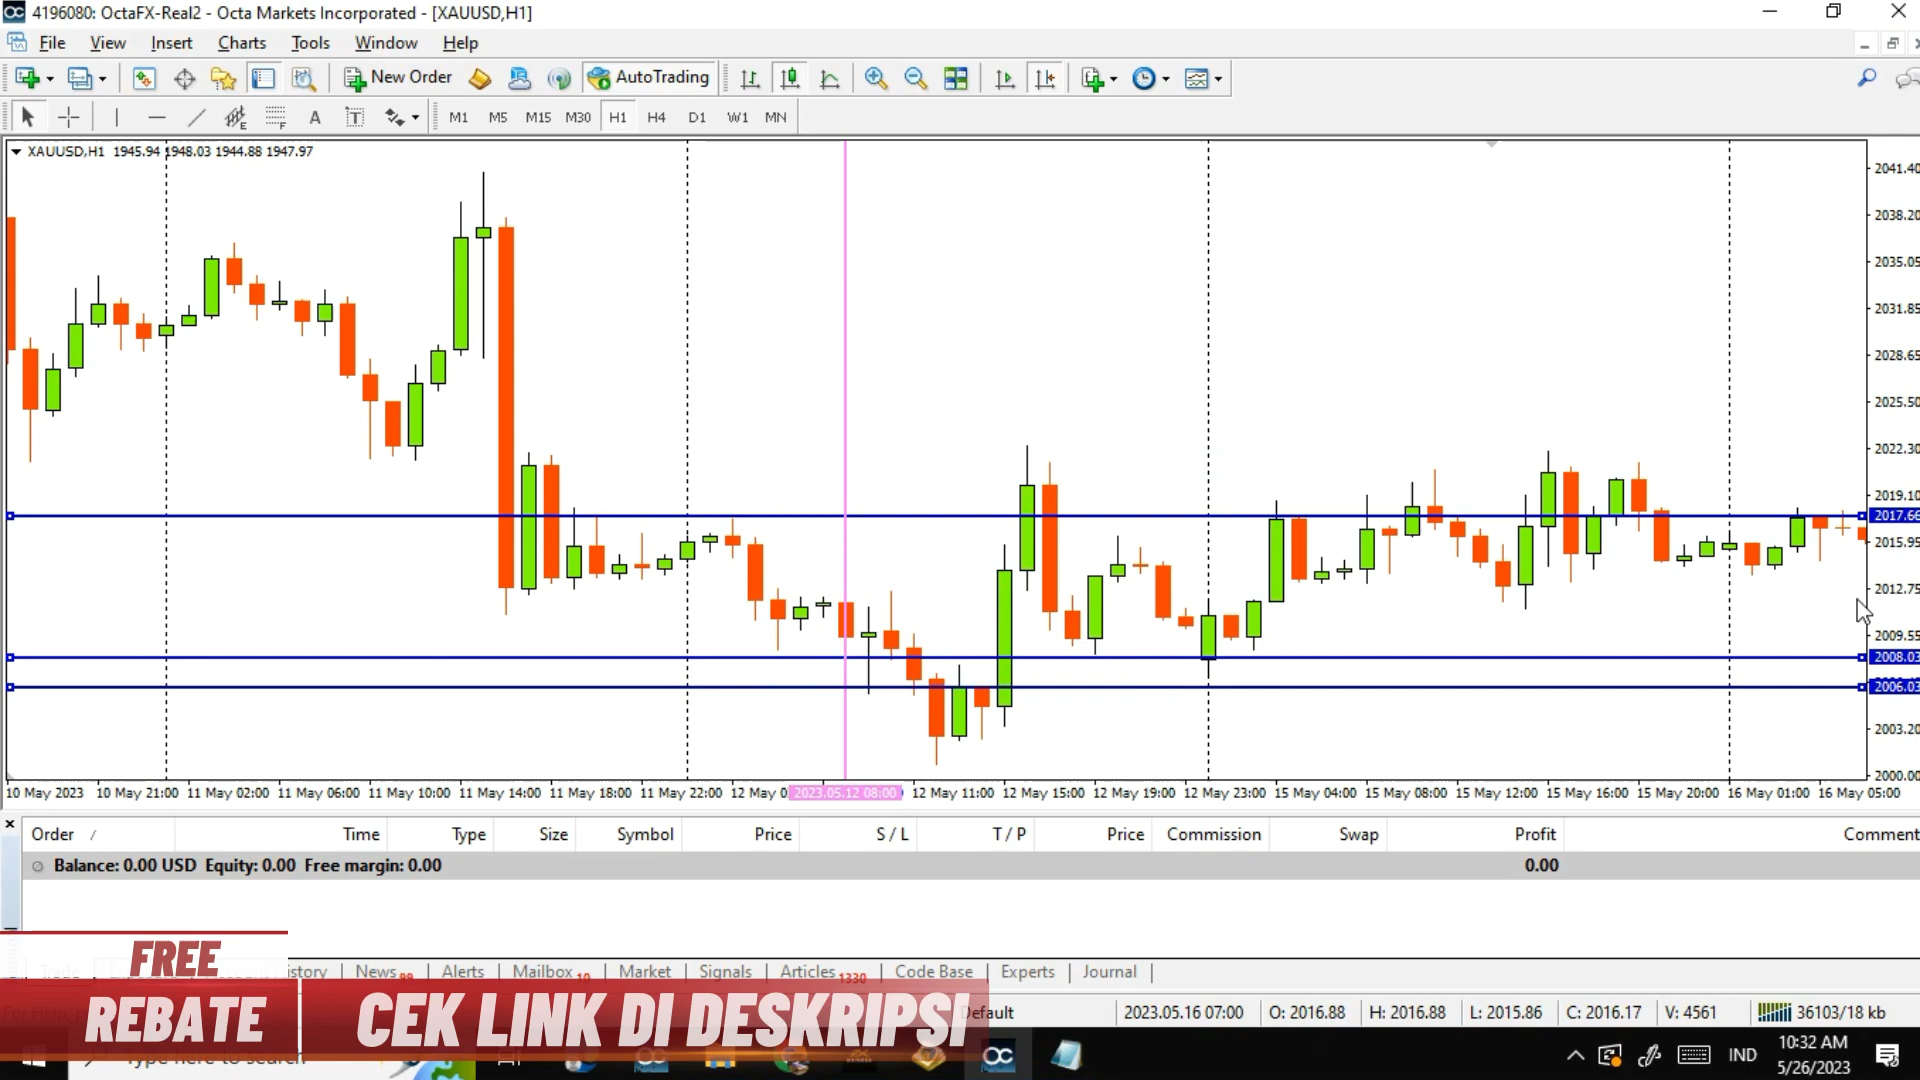 4196080: OctaFX-Real2 - Octa Markets Incorporated - [XAUUSD,H1]
File View Insert Charts Tools Window Help
New Order AutoTrading
E F A T M1 M5 M15 M30 H1 H4 D1 W1 MN
XAUUSD,H1 1945.94 1948.03 1944.88 1947.97
2041.40
2038.20
2035.05
2031.85
2028.65
2025.50
2022.30
2019.10
2017.66
2015.95
2012.75
2009.55
2008.03
2006.03
2003.20
2000.00
10 May 2023 10 May 21:00 11 May 02:00 11 May 06:00 11 May 10:00 11 May 14:00 11 May 18:00 11 May 22:00 12 May 0 2023.05.12 08:00 12 May 11:00 12 May 15:00 12 May 19:00 12 May 23:00 15 May 04:00 15 May 08:00 15 May 12:00 15 May 16:00 15 May 20:00 16 May 01:00 16 May 05:00
Order / Time Type Size Symbol Price S / L T / P Price Commission Swap Profit Comment
Balance: 0.00 USD Equity: 0.00 Free margin: 0.00 0.00
FREE
REBATE
CEK LINK DI DESKRIPSI
Trade istory News 99 Alerts Mailbox 10 Market Signals Articles 1330 Code Base Experts Journal
For Help, p Default 2023.05.16 07:00 O: 2016.88 H: 2016.88 L: 2015.86 C: 2016.17 V: 4561 36103/18 kb
Type here to search IND 10:32 AM
5/26/2023